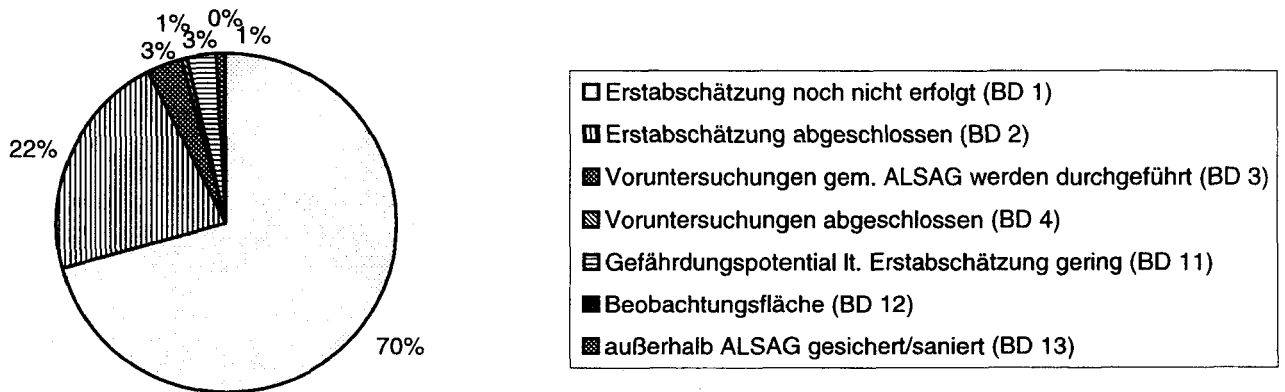 1%
0%
3%
3%
1%
22%
70%
Erstabschätzung noch nicht erfolgt (BD 1)
Erstabschätzung abgeschlossen (BD 2)
Voruntersuchungen gem. ALSAG werden durchgeführt (BD 3)
Voruntersuchungen abgeschlossen (BD 4)
Gefährdungspotential lt. Erstabschätzung gering (BD 11)
Beobachtungsfläche (BD 12)
außerhalb ALSAG gesichert/saniert (BD 13)